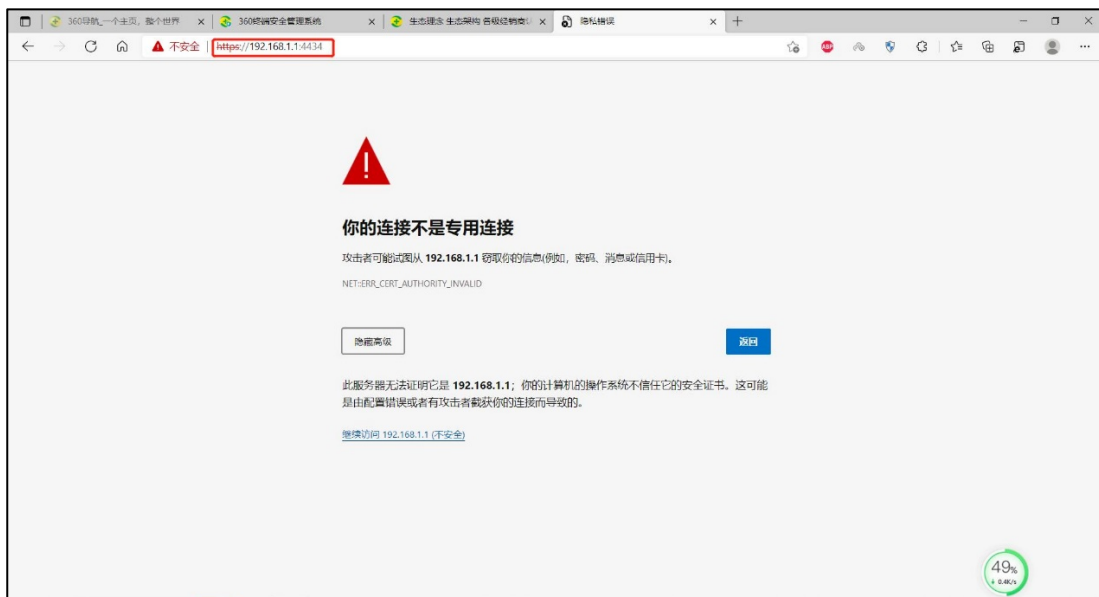 360导航_一个主页，整个世界
360终端安全管理系统
生态理念 生态架构 各级经销商
隐私错误
不安全
https://192.168.1.1:4434
ABP
你的连接不是专用连接
攻击者可能试图从 192.168.1.1 窃取你的信息(例如，密码、消息或信用卡)。
NET::ERR_CERT_AUTHORITY_INVALID
隐藏高级
返回
此服务器无法证明它是 192.168.1.1；你的计算机的操作系统不信任它的安全证书。这可能
是由配置错误或者有攻击者截获你的连接而导致的。
继续访问 192.168.1.1 (不安全)
49%
↓ 0.4K/s